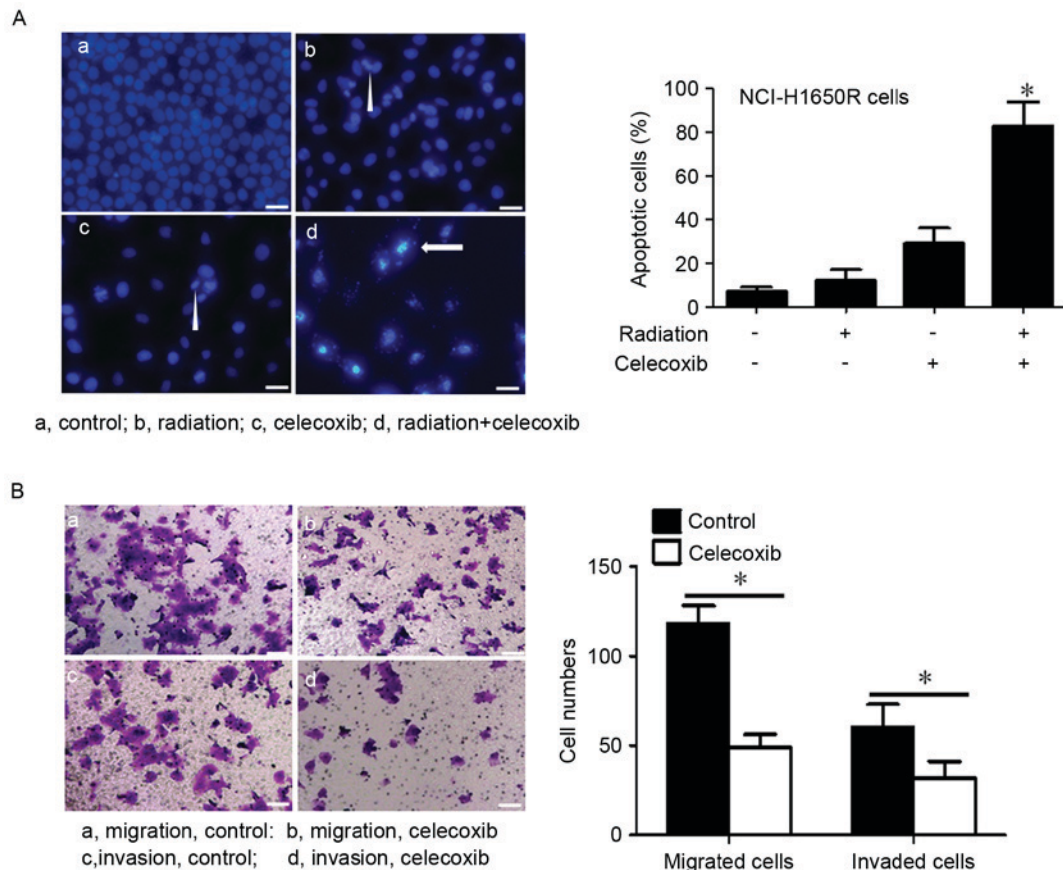 A
a
b
c
d
a, control; b, radiation; c, celecoxib; d, radiation+celecoxib
NCI-H1650R cells
*
Apoptotic cells (%)
100
80
60
40
20
0
Radiation - + - +
Celecoxib - - + +
B
a
b
c
d
a, migration, control: b, migration, celecoxib
c,invasion, control; d, invasion, celecoxib
Control
Celecoxib
*
*
Cell numbers
150
100
50
0
Migrated cells Invaded cells